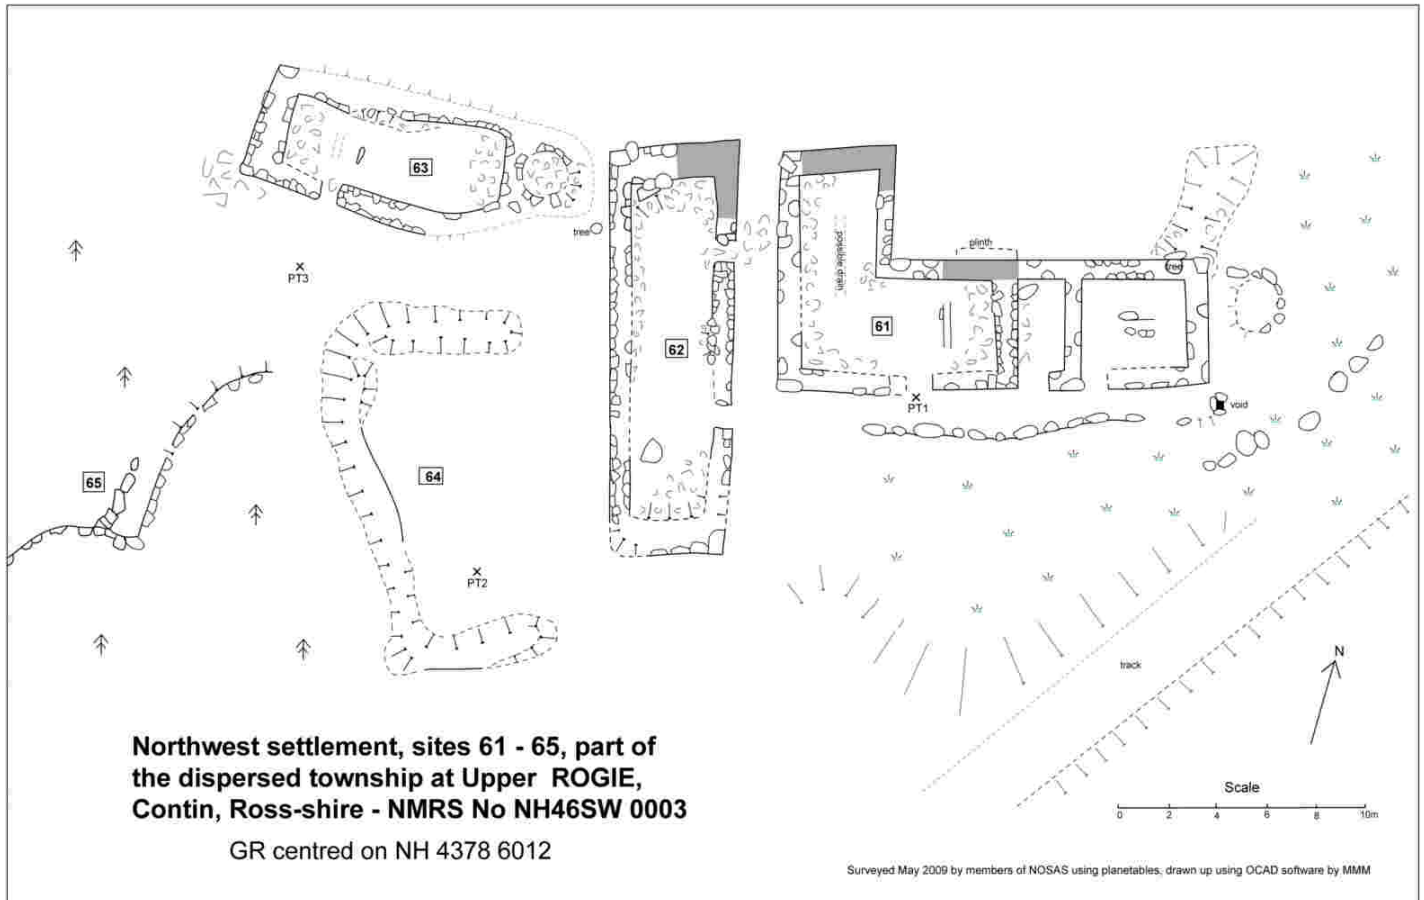 63
tree
PT3
62
possible drain
plinth
61
tree
PT1
void
65
64
PT2
track
N
Northwest settlement, sites 61 - 65, part of
the dispersed township at Upper ROGIE,
Contin, Ross-shire - NMRS No NH46SW 0003
GR centred on NH 4378 6012
Scale
0 2 4 6 8 10m
Surveyed May 2009 by members of NOSAS using planetables, drawn up using OCAD software by MMM